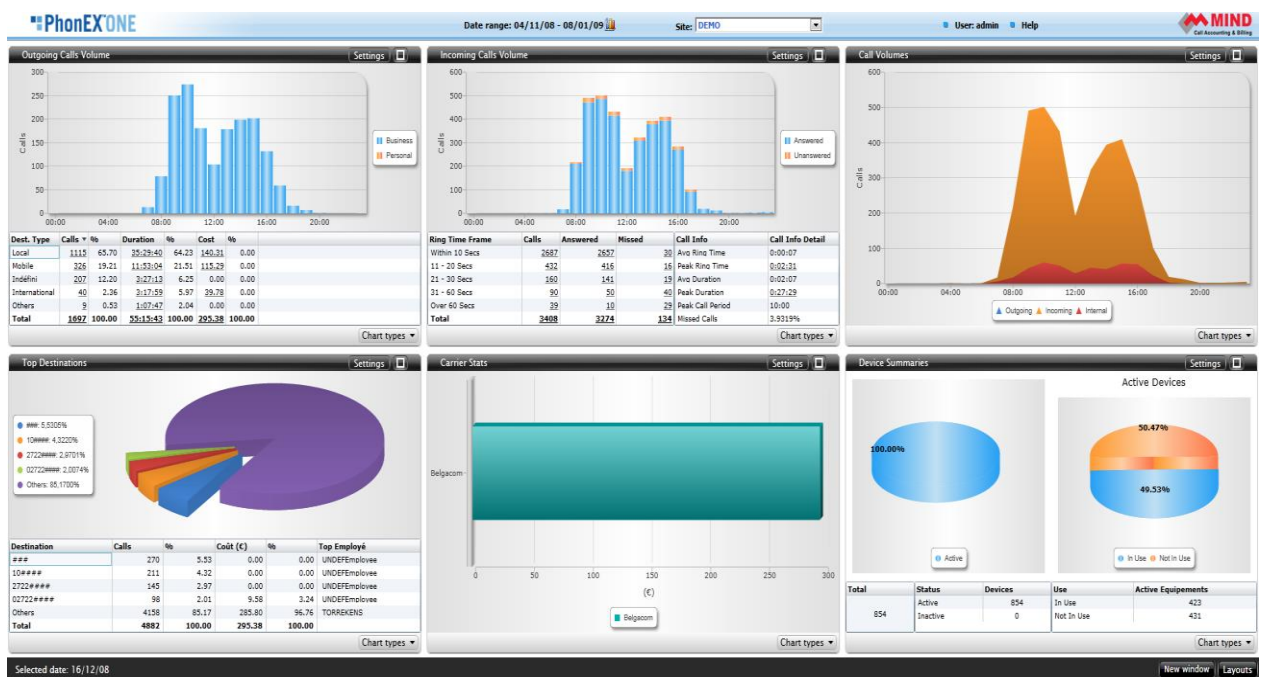 PhonEX ONE
Date range: 04/11/08 - 08/01/09 Site: DEMO
User: admin Help
MIND
Call Accounting & Billing
Outgoing Calls Volume Settings
300
250
200
150
100
50
0
Calls
00:00 04:00 08:00 12:00 16:00 20:00
Business
Personal
Dest. Type Calls % Duration % Cost %
Local 1115 65.70 35:29:40 64.23 140.31 0.00
Mobile 326 19.21 11:53:04 21.51 115.29 0.00
Indéfini 207 12.20 3:27:13 6.25 0.00 0.00
International 40 2.36 3:17:59 5.97 39.78 0.00
Others 9 0.53 1:07:47 2.04 0.00 0.00
Total 1697 100.00 55:15:43 100.00 295.38 100.00
Chart types
Incoming Calls Volume Settings
600
500
400
300
200
100
0
Calls
00:00 04:00 08:00 12:00 16:00 20:00
Answered
Unanswered
Ring Time Frame Calls Answered Missed Call Info Call Info Detail
Within 10 Secs 2687 2657 30 Avg Ring Time 0:00:07
11 - 20 Secs 432 416 16 Peak Ring Time 0:02:31
21 - 30 Secs 160 141 19 Avg Duration 0:02:07
31 - 60 Secs 90 50 40 Peak Duration 0:27:29
Over 60 Secs 39 10 29 Peak Call Period 10:00
Total 3408 3274 134 Missed Calls 3.9319%
Chart types
Call Volumes Settings
600
500
400
300
200
100
0
Calls
00:00 04:00 08:00 12:00 16:00 20:00
Outgoing Incoming Internal
Chart types
Top Destinations Settings
###: 5,5305%
10####: 4,3220%
2722####: 2,9701%
02722####: 2,0074%
Others: 85,1700%
Destination Calls % Coût (€) % Top Employé
### 270 5.53 0.00 0.00 UNDEFEmployee
10#### 211 4.32 0.00 0.00 UNDEFEmployee
2722#### 145 2.97 0.00 0.00 UNDEFEmployee
02722#### 98 2.01 9.58 3.24 UNDEFEmployee
Others 4158 85.17 285.80 96.76 TORREKENS
Total 4882 100.00 295.38 100.00
Chart types
Carrier Stats Settings
Belgacom
0 50 100 150 200 250 300
(€)
Belgacom
Chart types
Device Summaries Settings
100.00%
Active
Active Devices
50.47%
49.53%
In Use Not In Use
Total Status Devices Use Active Equipements
Active 854 In Use 423
854
Inactive 0 Not In Use 431
Chart types
Selected date: 16/12/08 New window Layouts